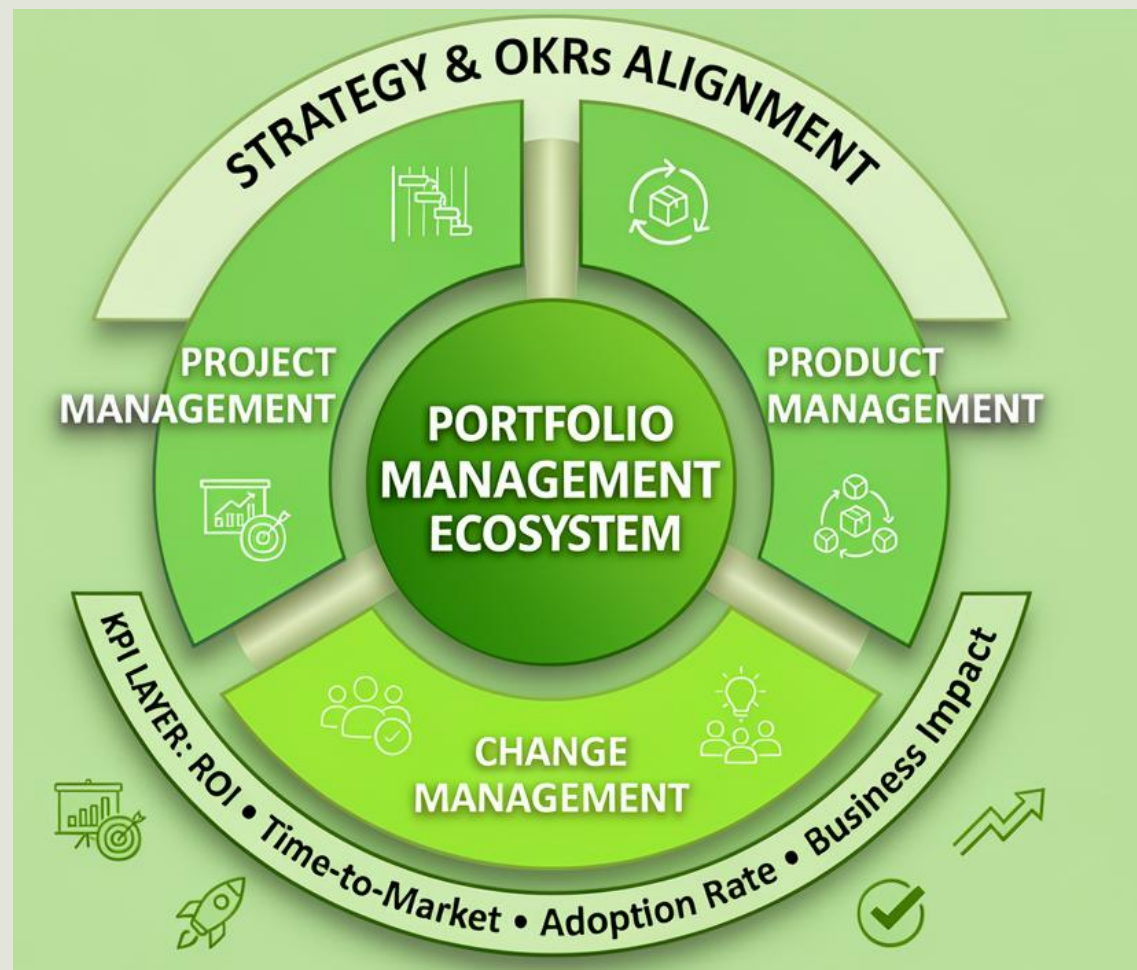 STRATEGY & OKRs ALIGNMENT
PROJECT
MANAGEMENT
PRODUCT
MANAGEMENT
PORTFOLIO
MANAGEMENT
ECOSYSTEM
CHANGE
MANAGEMENT
KPI LAYER: ROI • Time-to-Market • Adoption Rate • Business Impact